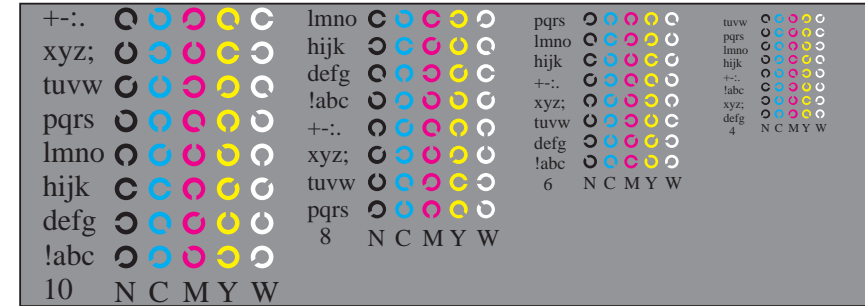 +-:.
xyz;
tuvw
pqrs
lmno
hijk
defg
!abc
10 N C M Y W
lmno
hijk
defg
!abc
+-:.
xyz;
tuvw
pqrs
8 N C M Y W
pqrs
lmno
hijk
+-:.
xyz;
tuvw
defg
!abc
6 N C M Y W
tuvw
pqrs
lmno
hijk
+-:.
!abc
xyz;
defg
4 N C M Y W